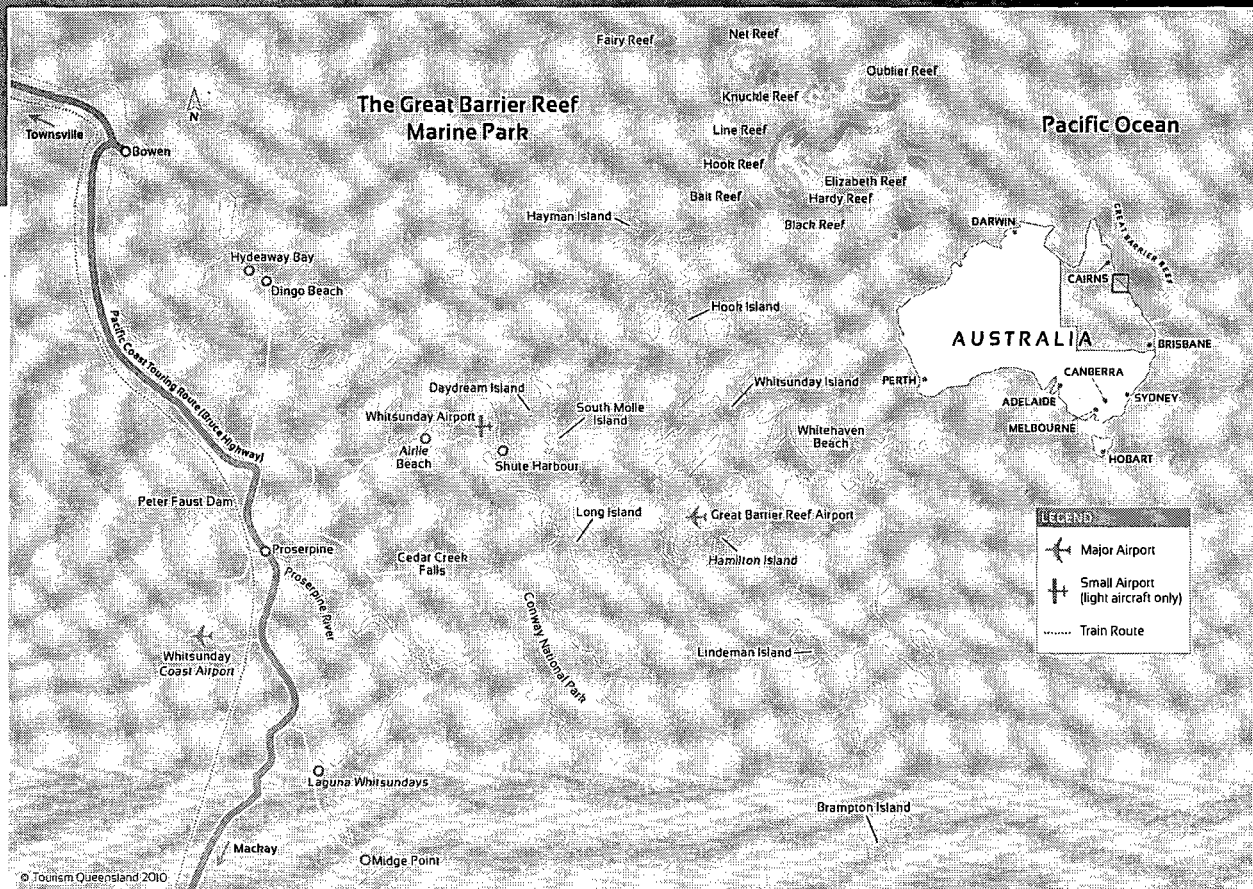 Fairy Reef
Net Reef
Oublier Reef
The Great Barrier Reef
Marine Park
Knuckle Reef
Pacific Ocean
N
Townsville
Line Reef
Bowen
Hook Reef
Elizabeth Reef
Bait Reef
Hardy Reef
Hayman Island
Black Reef
DARWIN
GREAT BARRIER REEF
Hydeaway Bay
CAIRNS
Dingo Beach
Hook Island
Pacific Coast Touring Route (Bruce Highway)
AUSTRALIA
BRISBANE
CANBERRA
Daydream Island
Whitsunday Island
PERTH
Whitsunday Airport
South Molle
Island
ADELAIDE
SYDNEY
MELBOURNE
Airlie
Beach
Shute Harbour
Whitehaven
Beach
HOBART
Peter Faust Dam
Long Island
Great Barrier Reef Airport
LEGEND
Major Airport
Small Airport
(light aircraft only)
Train Route
Proserpine
Cedar Creek
Falls
Hamilton Island
Proserpine River
Conway National Park
Whitsunday
Coast Airport
Lindeman Island
Laguna Whitsundays
Brampton Island
Mackay
Midge Point
© Tourism Queensland 2010